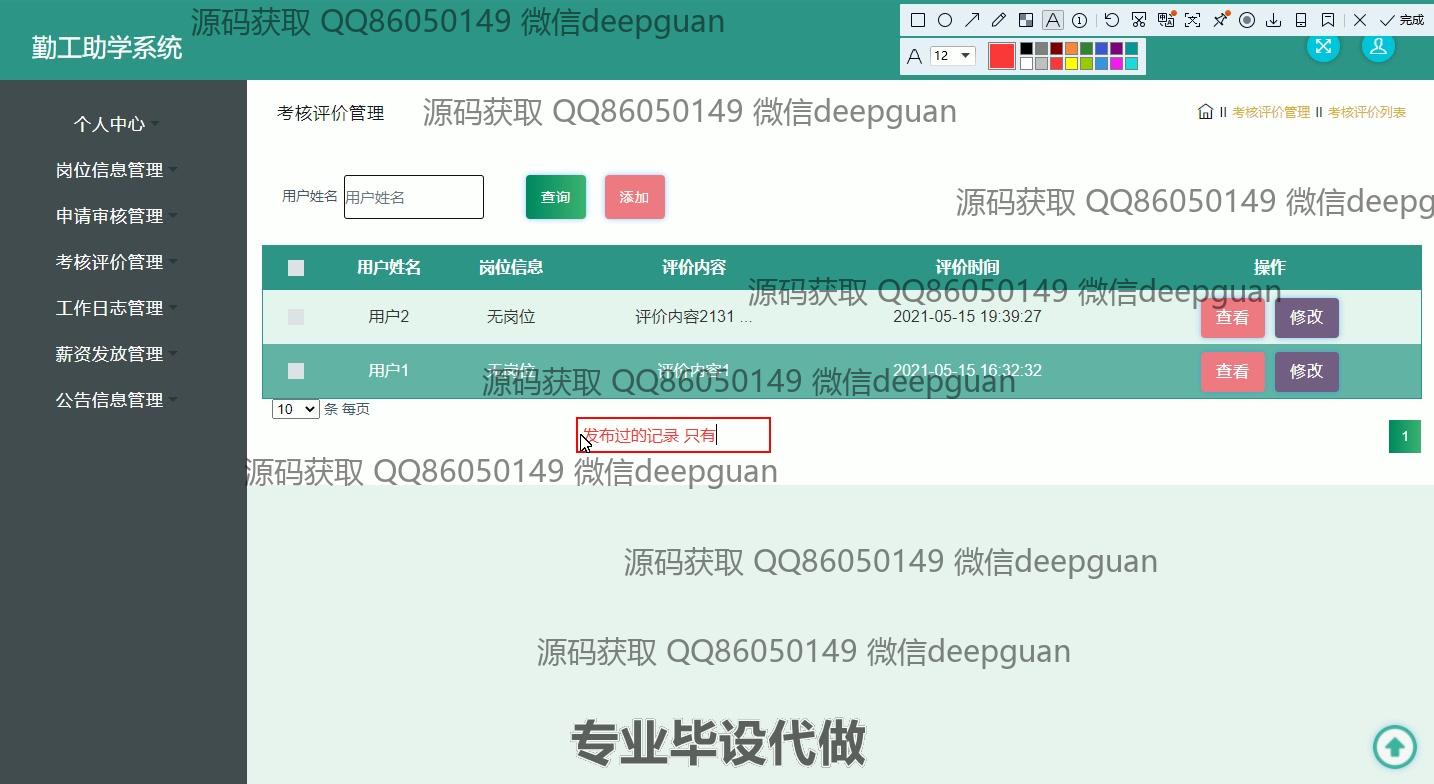 源码获取 QQ86050149 微信deepguan
完成
勤工助学系统
A 12
个人中心
岗位信息管理
申请审核管理
考核评价管理
工作日志管理
薪资发放管理
公告信息管理
考核评价管理
源码获取 QQ86050149 微信deepguan
考核评价管理 考核评价列表
用户姓名 用户姓名 查询 添加
源码获取 QQ86050149 微信deepg
用户姓名 岗位信息 评价内容 评价时间 操作
源码获取 QQ86050149 微信deepguan
用户2 无岗位 评价内容2131 ... 2021-05-15 19:39:27 查看 修改
用户1 无岗位 评价内容1 2021-05-15 16:32:32 查看 修改
源码获取 QQ86050149 微信deepguan
10 条 每页
发布过的记录 只有
1
源码获取 QQ86050149 微信deepguan
源码获取 QQ86050149 微信deepguan
源码获取 QQ86050149 微信deepguan
专业毕设代做